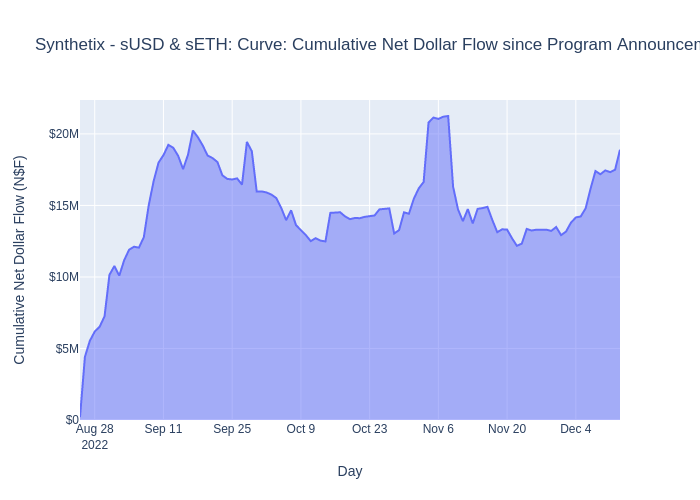 Synthetix - sUSD & sETH: Curve: Cumulative Net Dollar Flow since Program
Cumulative Net Dollar Flow (N$F)
$20M
$15M
$10M
$5M
$0
Aug 28
2022
Sep 11
Sep 25
Oct 9
Oct 23
Nov 6
Nov 20
Dec 4
Day